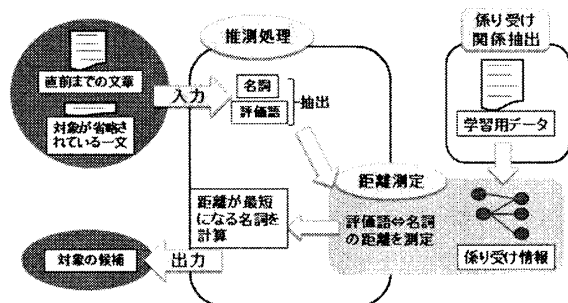 推測処理
係り受け
関係抽出
直前までの文章
入力
名詞
評価語
抽出
対象が省略され
ている一文
学習用データ
距離測定
距離が最短
になる名詞を
計算
評価語⇔名詞
の距離を測定
係り受け情報
出力
対象の候補